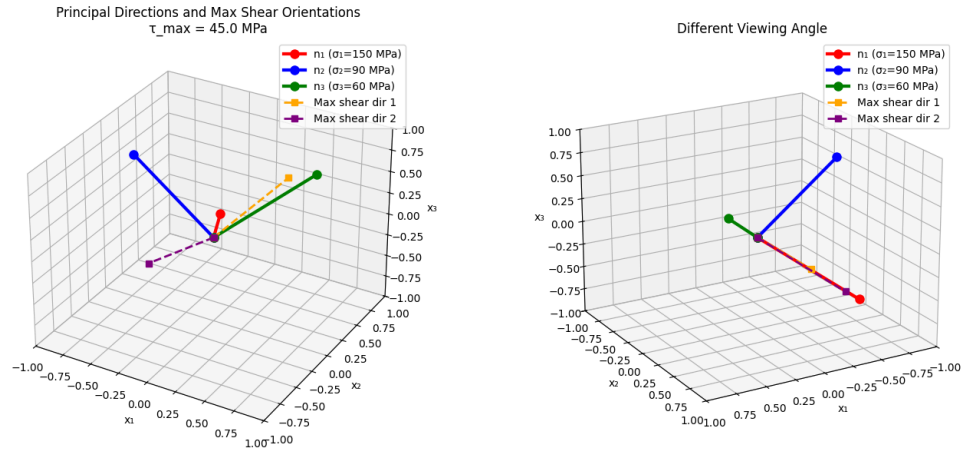 Principal Directions and Max Shear Orientations
τ_max = 45.0 MPa
n₁ (σ₁=150 MPa)
n₂ (σ₂=90 MPa)
n₃ (σ₃=60 MPa)
Max shear dir 1
Max shear dir 2
1.00
0.75
0.50
0.25
0.00
−0.25
−0.50
−0.75
−1.00
x₃
−1.00
−0.75
−0.50
−0.25
0.00
0.25
0.50
0.75
1.00
x₁
−1.00
−0.75
−0.50
−0.25
0.00
0.25
0.50
0.75
1.00
x₂
Different Viewing Angle
n₁ (σ₁=150 MPa)
n₂ (σ₂=90 MPa)
n₃ (σ₃=60 MPa)
Max shear dir 1
Max shear dir 2
1.00
0.75
0.50
0.25
0.00
−0.25
−0.50
−0.75
−1.00
x₃
−1.00
−0.75
−0.50
−0.25
0.00
0.25
0.50
0.75
1.00
x₂
1.00
0.75
0.50
0.25
0.00
−0.25
−0.50
−0.75
−1.00
x₁